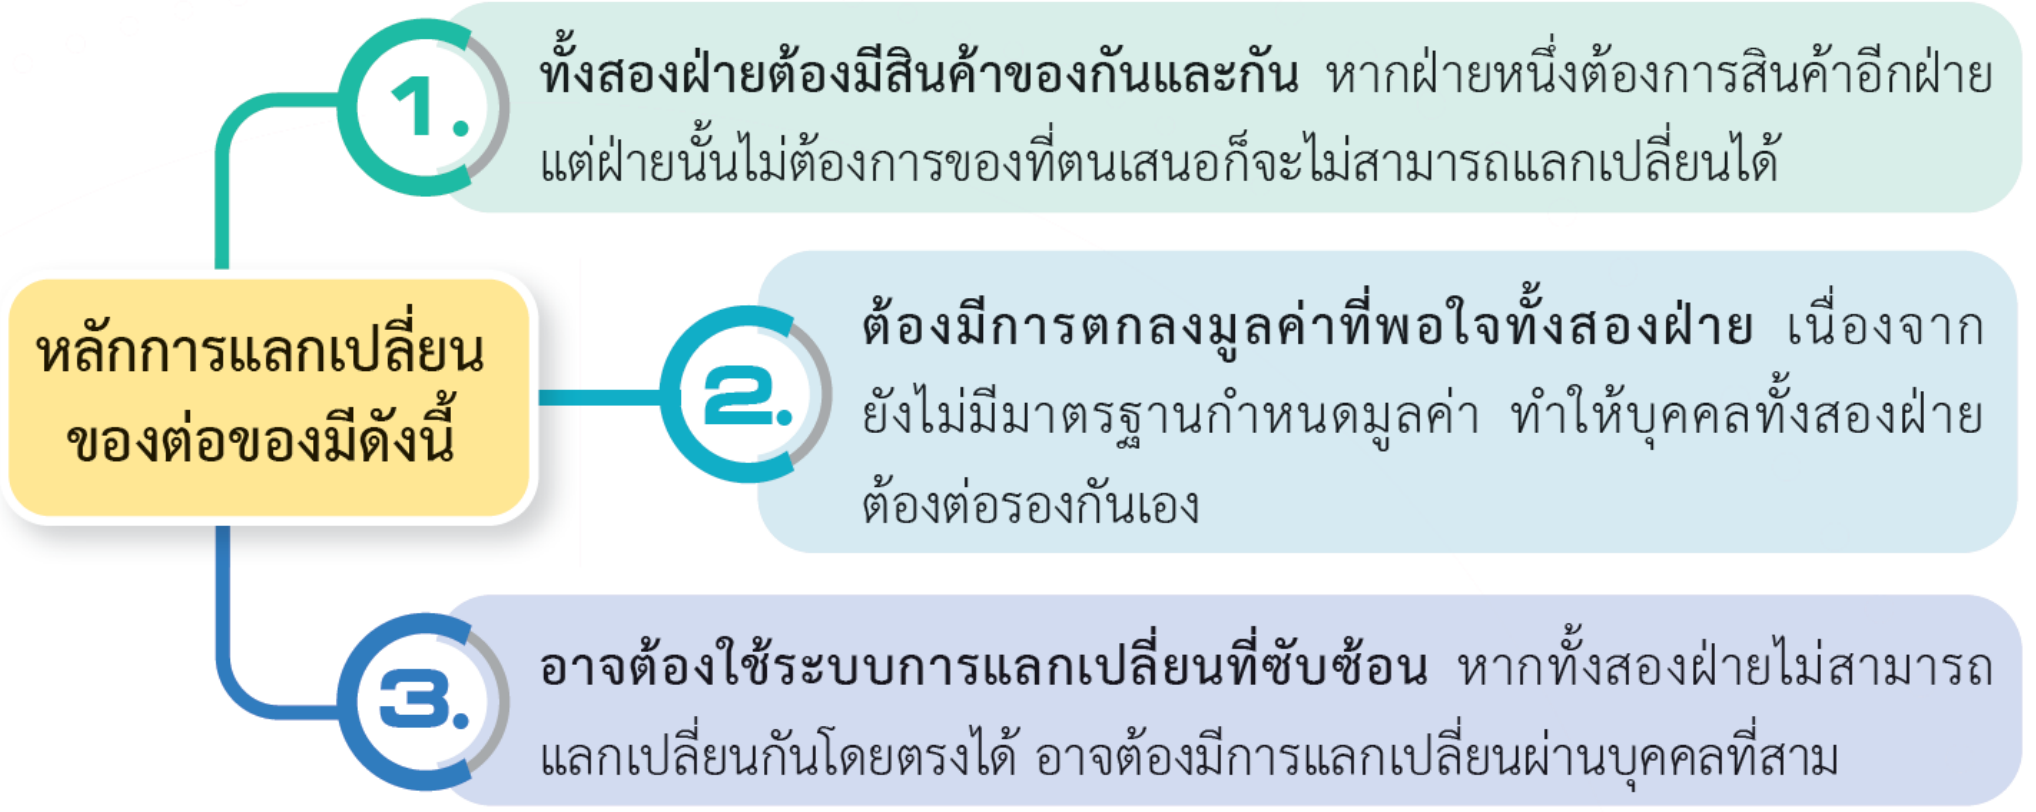 1.
ทั้งสองฝ่ายต้องมีสินค้าของกันและกัน หากฝ่ายหนึ่งต้องการสินค้าอีกฝ่าย
แต่ฝ่ายนั้นไม่ต้องการของที่ตนเสนอก็จะไม่สามารถแลกเปลี่ยนได้
หลักการแลกเปลี่ยน
ของต่อของมีดังนี้
2.
ต้องมีการตกลงมูลค่าที่พอใจทั้งสองฝ่าย เนื่องจาก
ยังไม่มีมาตรฐานกำหนดมูลค่า ทำให้บุคคลทั้งสองฝ่าย
ต้องต่อรองกันเอง
3.
อาจต้องใช้ระบบการแลกเปลี่ยนที่ซับซ้อน หากทั้งสองฝ่ายไม่สามารถ
แลกเปลี่ยนกันโดยตรงได้ อาจต้องมีการแลกเปลี่ยนผ่านบุคคลที่สาม